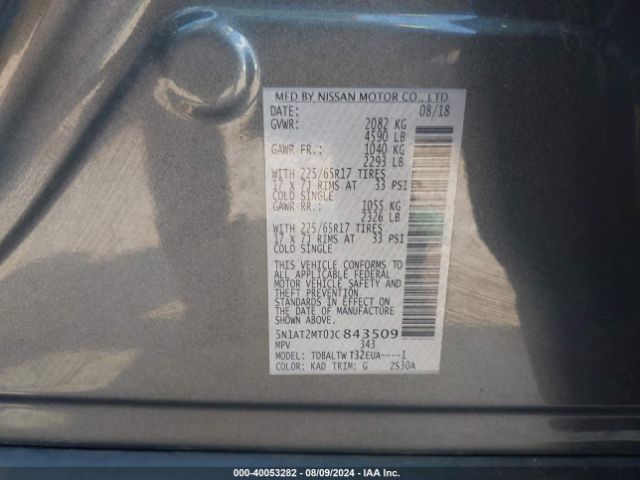 MFD BY NISSAN MOTOR CO., LTD.
DATE: 08/18
GVWR: 2082 KG
4590 LB
GAWR FR.: 1040 KG
2293 LB
WITH 225/65R17 TIRES
17 X 7J RIMS AT 33 PSI
COLD SINGLE
GAWR RR.: 1055 KG
2326 LB
WITH 225/65R17 TIRES
17 X 7J RIMS AT 33 PSI
COLD SINGLE
THIS VEHICLE CONFORMS TO
ALL APPLICABLE FEDERAL
MOTOR VEHICLE SAFETY AND
THEFT PREVENTION
STANDARDS IN EFFECT ON
THE DATE OF MANUFACTURE
SHOWN ABOVE.
5N1AT2MT0JC843509
MPV 343
MODEL: TDBALTWT32EUA----1
COLOR: KAD TRIM: G ZS30A
000-40053282 - 08/09/2024 - IAA Inc.